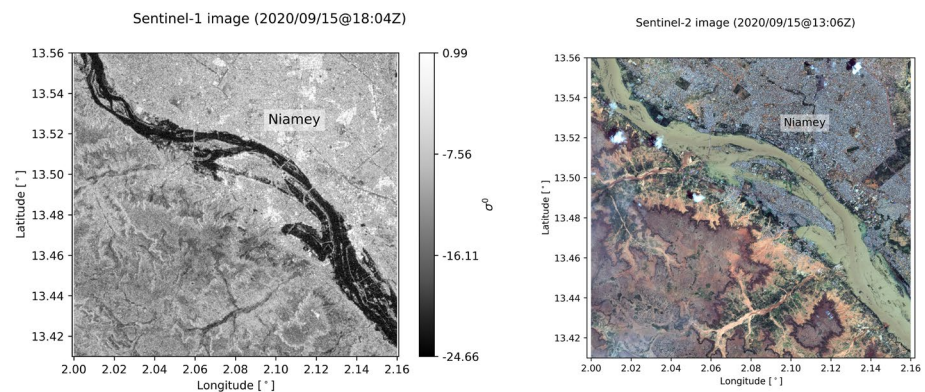 Sentinel-1 image (2020/09/15@18:04Z)
13.56
13.54
13.52
13.50
13.48
13.46
13.44
13.42
Latitude [°]
Niamey
2.00 2.02 2.04 2.06 2.08 2.10 2.12 2.14 2.16
Longitude [°]
0.99
-7.56
-16.11
-24.66
σ⁰
Sentinel-2 image (2020/09/15@13:06Z)
13.56
13.54
13.52
13.50
13.48
13.46
13.44
13.42
Latitude [°]
Niamey
2.00 2.02 2.04 2.06 2.08 2.10 2.12 2.14 2.16
Longitude [°]